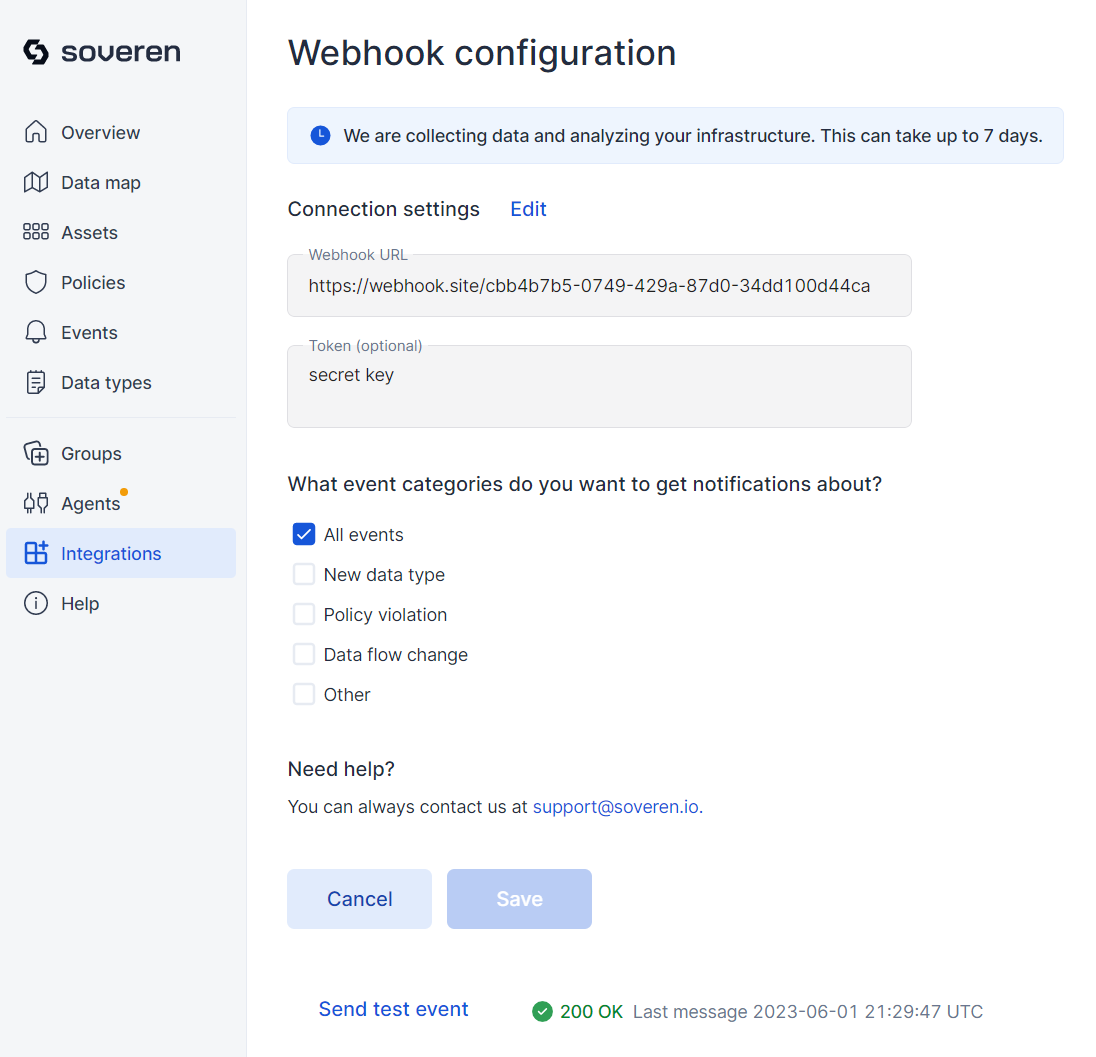 soveren
Overview
Data map
Assets
Policies
Events
Data types
Groups
Agents
Integrations
Help
Webhook configuration
We are collecting data and analyzing your infrastructure. This can take up to 7 days.
Connection settings Edit
Webhook URL
https://webhook.site/cbb4b7b5-0749-429a-87d0-34dd100d44ca
Token (optional)
secret key
What event categories do you want to get notifications about?
All events
New data type
Policy violation
Data flow change
Other
Need help?
You can always contact us at support@soveren.io.
Cancel Save
Send test event 200 OK Last message 2023-06-01 21:29:47 UTC